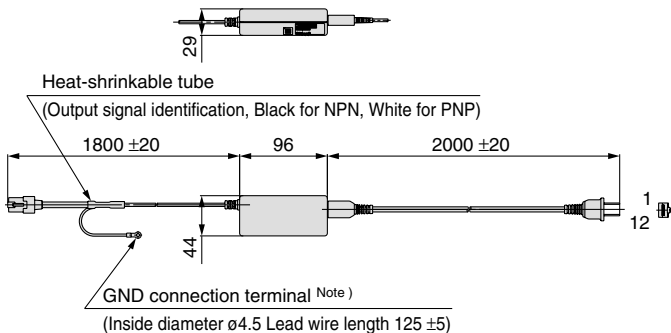 29
Heat-shrinkable tube
(Output signal identification, Black for NPN, White for PNP)
1800 ±20
96
2000 ±20
44
1
12
GND connection terminal Note )
(Inside diameter ø4.5 Lead wire length 125 ±5)